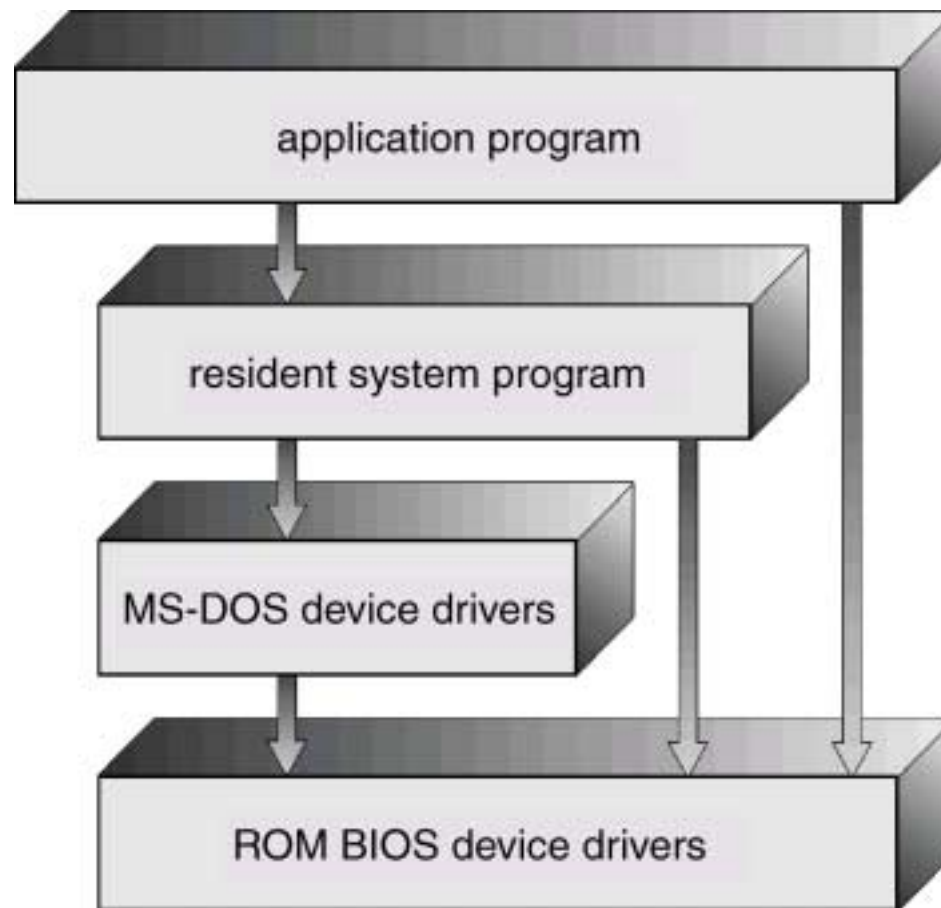 application program
resident system program
MS-DOS device drivers
ROM BIOS device drivers